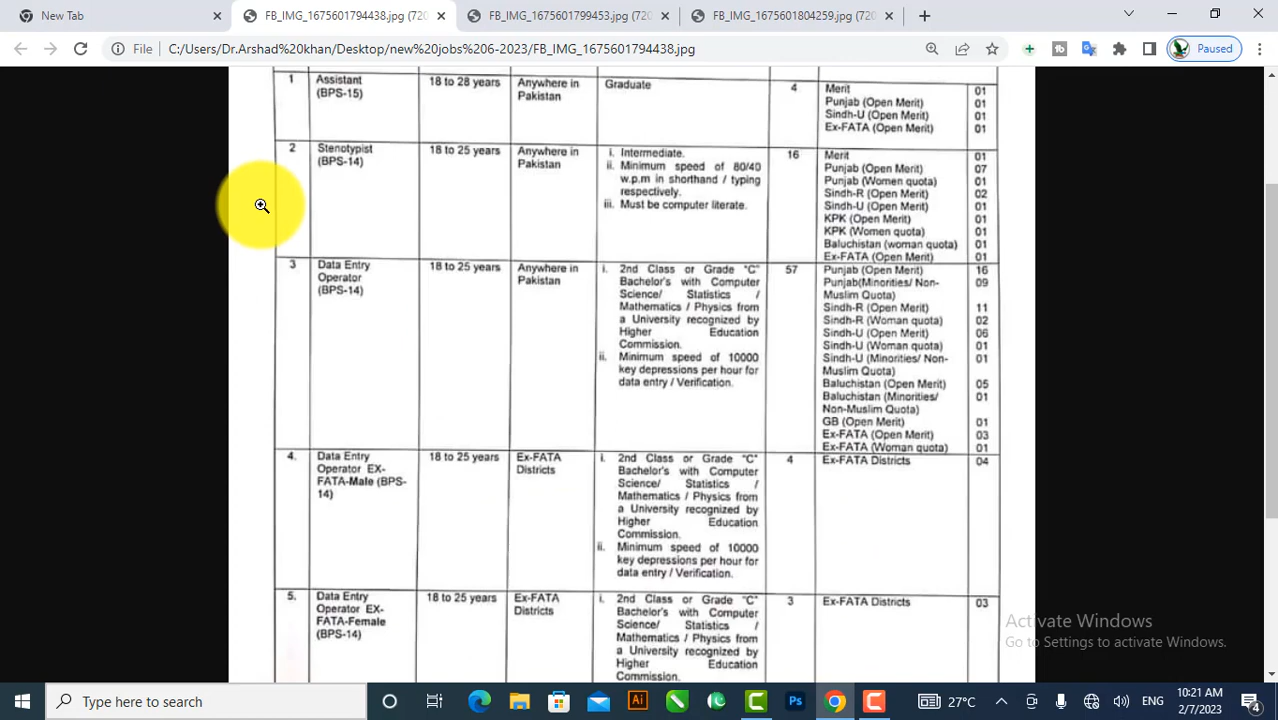 New Tab
FB_IMG_1675601794438.jpg (720×
FB_IMG_1675601799453.jpg (720×
FB_IMG_1675601804259.jpg (720×
File C:/Users/Dr.Arshad%20khan/Desktop/new%20jobs%206-2023/FB_IMG_1675601794438.jpg
Paused
1
Assistant
(BPS-15)
18 to 28 years
Anywhere in
Pakistan
Graduate
4
Merit 01
Punjab (Open Merit) 01
Sindh-U (Open Merit) 01
Ex-FATA (Open Merit) 01
2
Stenotypist
(BPS-14)
18 to 25 years
Anywhere in
Pakistan
i. Intermediate.
ii. Minimum speed of 80/40
w.p.m in shorthand / typing
respectively.
iii. Must be computer literate.
16
Merit 01
Punjab (Open Merit) 07
Punjab (Women quota) 01
Sindh-R (Open Merit) 02
Sindh-U (Open Merit) 01
KPK (Open Merit) 01
KPK (Women quota) 01
Baluchistan (woman quota) 01
Ex-FATA (Open Merit) 01
3
Data Entry
Operator
(BPS-14)
18 to 25 years
Anywhere in
Pakistan
i. 2nd Class or Grade "C"
Bachelor's with Computer
Science/ Statistics /
Mathematics / Physics from
a University recognized by
Higher Education
Commission.
ii. Minimum speed of 10000
key depressions per hour for
data entry / Verification.
57
Punjab (Open Merit) 16
Punjab(Minorities/ Non- 09
Muslim Quota)
Sindh-R (Open Merit) 11
Sindh-R (Woman quota) 02
Sindh-U (Open Merit) 06
Sindh-U (Woman quota) 01
Sindh-U (Minorities/ Non- 01
Muslim Quota)
Baluchistan (Open Merit) 05
Baluchistan (Minorities/ 01
Non-Muslim Quota)
GB (Open Merit) 01
Ex-FATA (Open Merit) 03
Ex-FATA (Woman quota) 01
4.
Data Entry
Operator EX-
FATA-Male (BPS-
14)
18 to 25 years
Ex-FATA
Districts
i. 2nd Class or Grade "C"
Bachelor's with Computer
Science/ Statistics /
Mathematics / Physics from
a University recognized by
Higher Education
Commission.
ii. Minimum speed of 10000
key depressions per hour for
data entry / Verification.
4
Ex-FATA Districts 04
5.
Data Entry
Operator EX-
FATA-Female
(BPS-14)
18 to 25 years
Ex-FATA
Districts
i. 2nd Class or Grade "C"
Bachelor's with Computer
Science/ Statistics /
Mathematics / Physics from
a University recognized by
Higher Education
Commission.
3
Ex-FATA Districts 03
Activate Windows
Go to Settings to activate Windows.
Type here to search
Ai
Ps
27°C
ENG
10:21 AM
2/7/2023
4